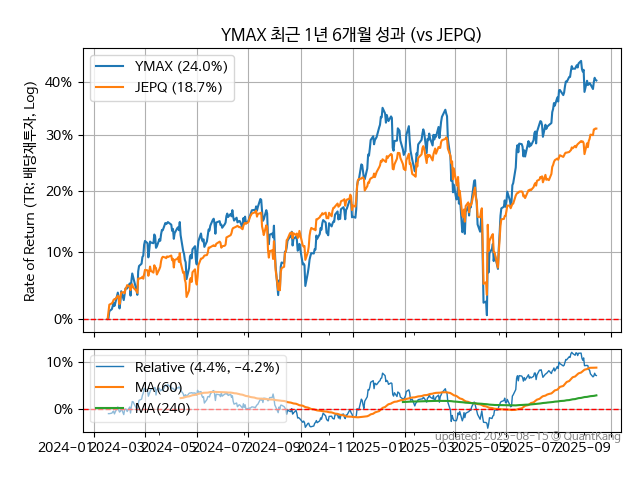 YMAX 최근 1년 6개월 성과 (vs JEPQ)
Rate of Return (TR: 배당재투자, Log)
YMAX (24.0%)
JEPQ (18.7%)
40%
30%
20%
10%
0%
Relative (4.4%, −4.2%)
MA(60)
MA(240)
10%
0%
2024-01 2024-03 2024-05 2024-07 2024-09 2024-11 2025-01 2025-03 2025-05 2025-07 2025-09
updated: 2025-08-15 © QuantKang